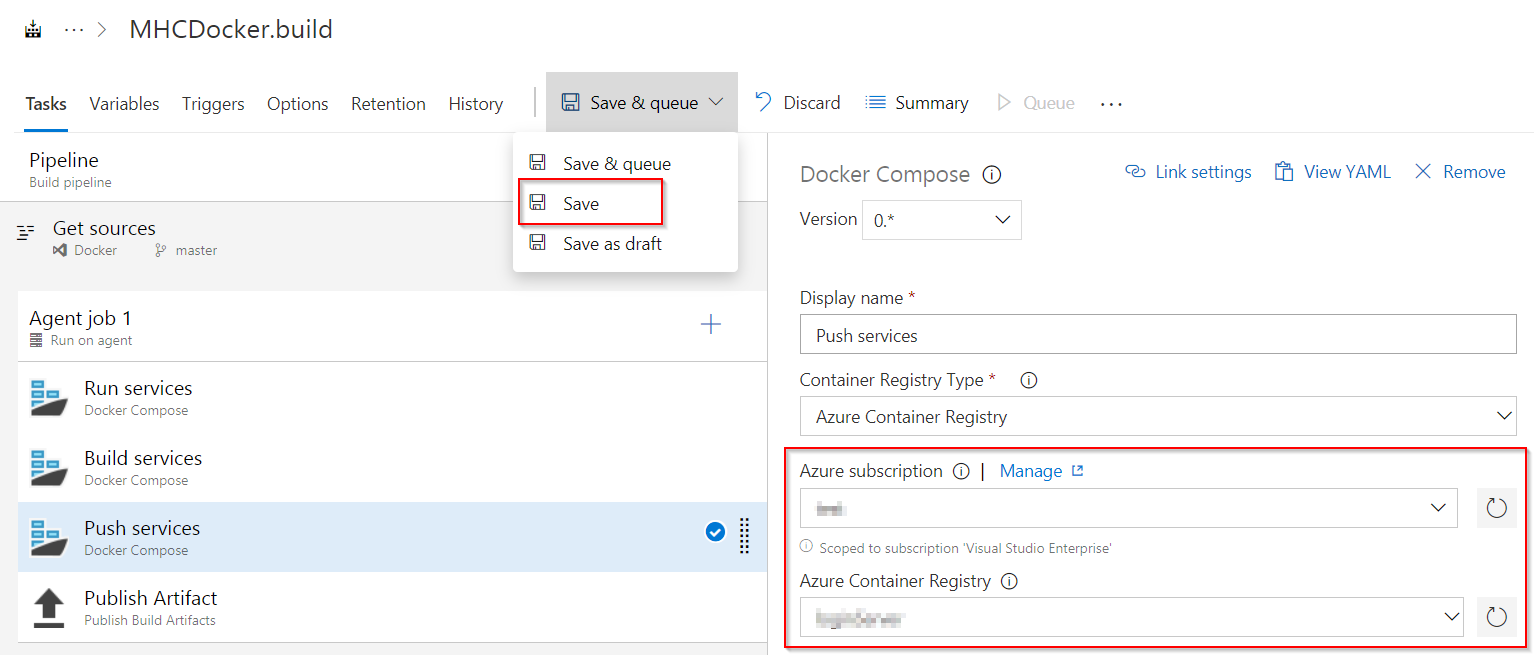 ··· > MHCDocker.build
Tasks Variables Triggers Options Retention History Save & queue Discard Summary Queue ···
Save & queue
Save
Save as draft
Pipeline
Build pipeline
Get sources
Docker master
Agent job 1
Run on agent
Run services
Docker Compose
Build services
Docker Compose
Push services
Docker Compose
Publish Artifact
Publish Build Artifacts
Docker Compose Link settings View YAML Remove
Version 0.*
Display name *
Push services
Container Registry Type *
Azure Container Registry
Azure subscription | Manage
Scoped to subscription 'Visual Studio Enterprise'
Azure Container Registry